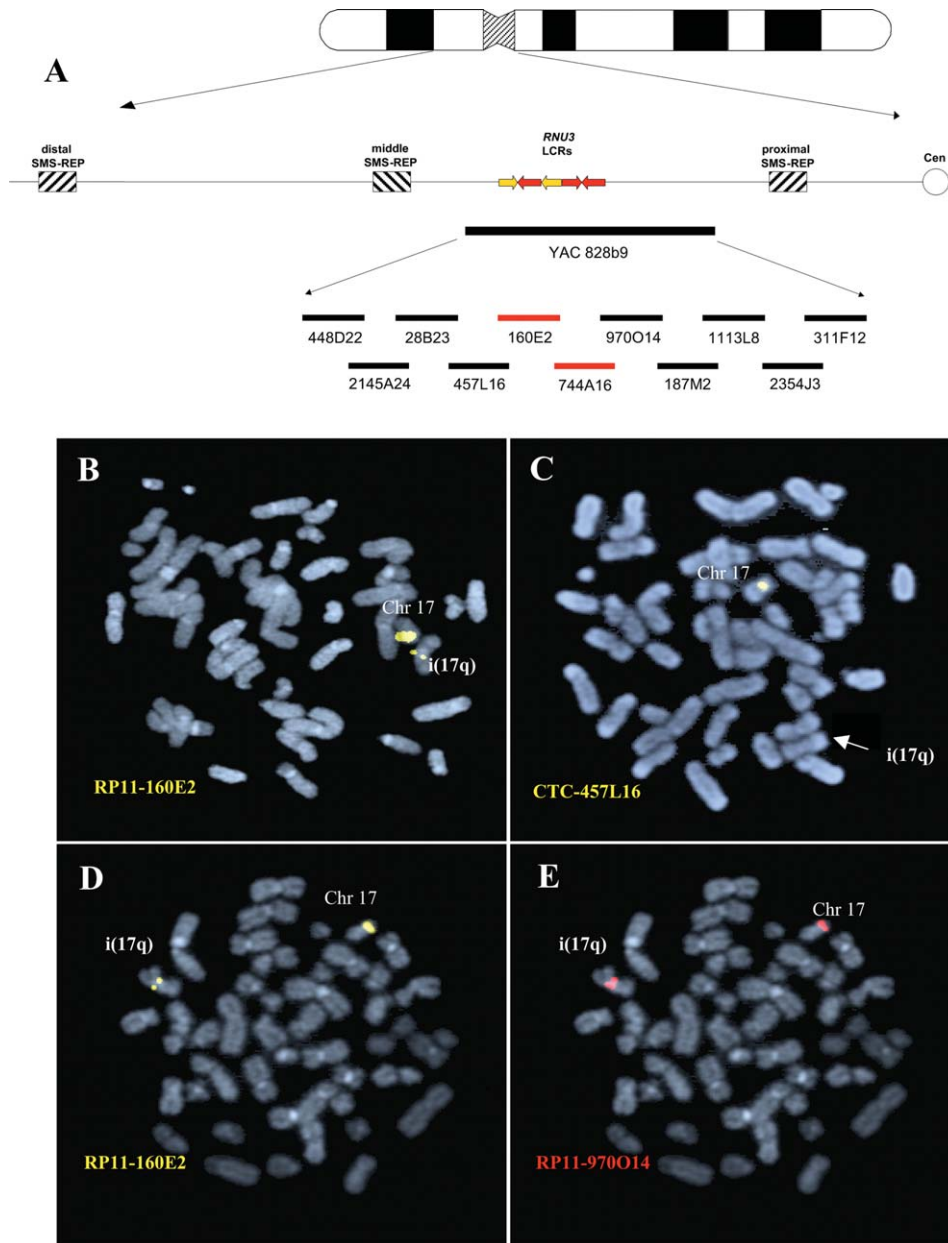 A
distal
SMS-REP
middle
SMS-REP
RNU3
LCRs
proximal
SMS-REP
Cen
YAC 828b9
448D22
28B23
160E2
970O14
1113L8
311F12
2145A24
457L16
744A16
187M2
2354J3
B
Chr 17
i(17q)
RP11-160E2
C
Chr 17
i(17q)
CTC-457L16
D
Chr 17
i(17q)
RP11-160E2
E
Chr 17
i(17q)
RP11-970O14